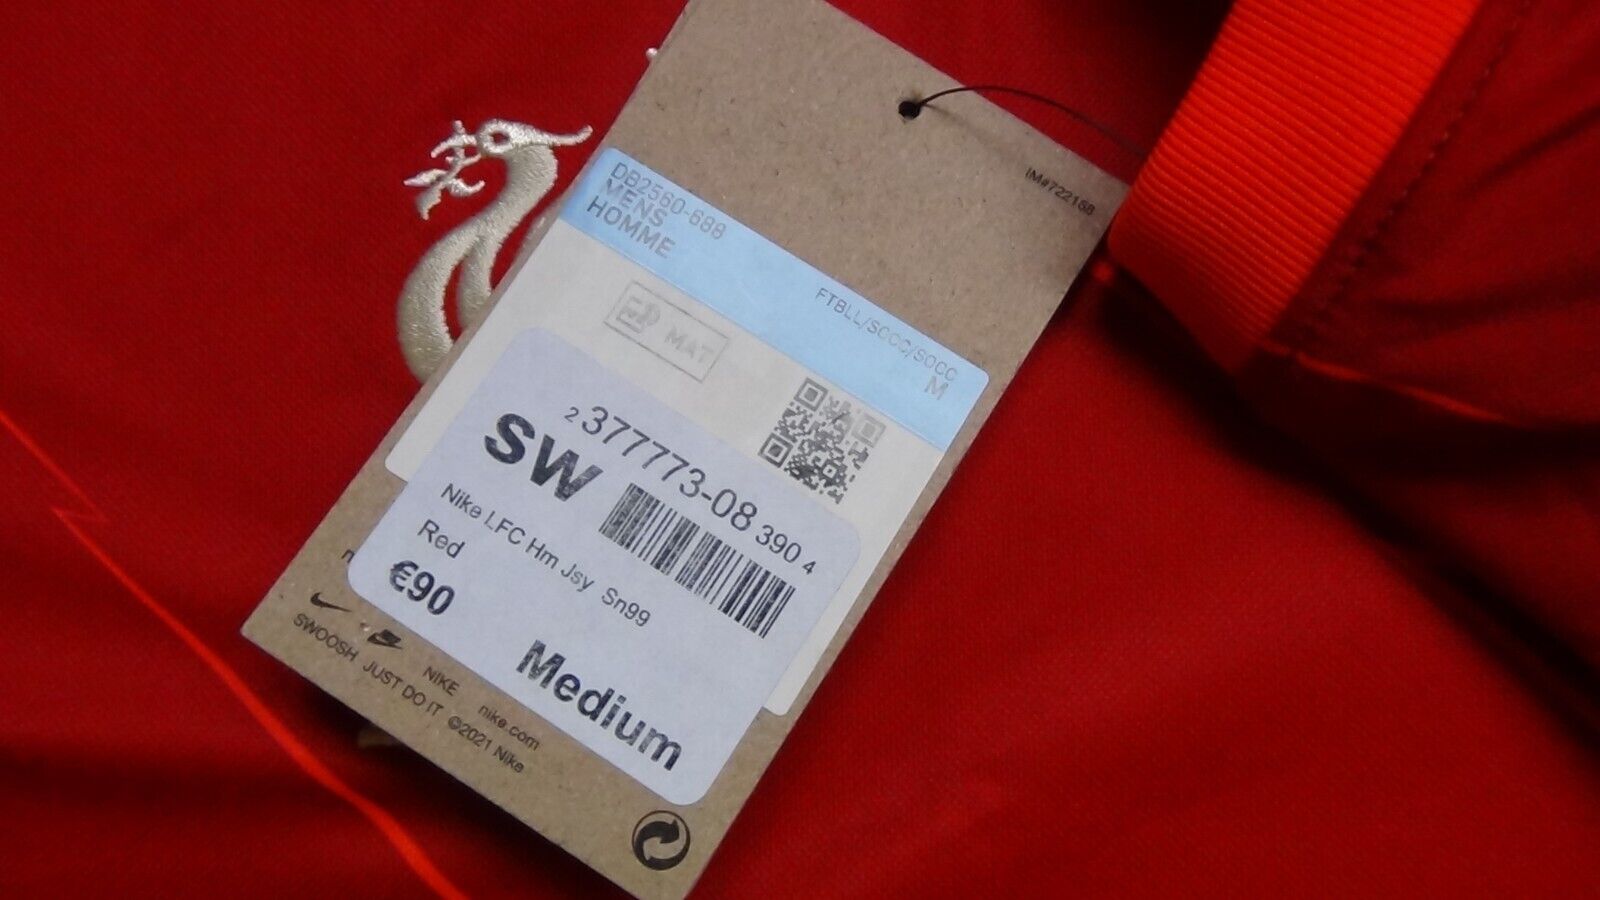 IM#722168
DB2560-688
MENS
HOMME
FTBLL/SOCC/SOCC
M
MAT
2 377773-08 390 4
SW
Nike LFC Hm Jsy Sn99
Red
€90
Medium
NIKE
nike.com
SWOOSH JUST DO IT ©2021 Nike